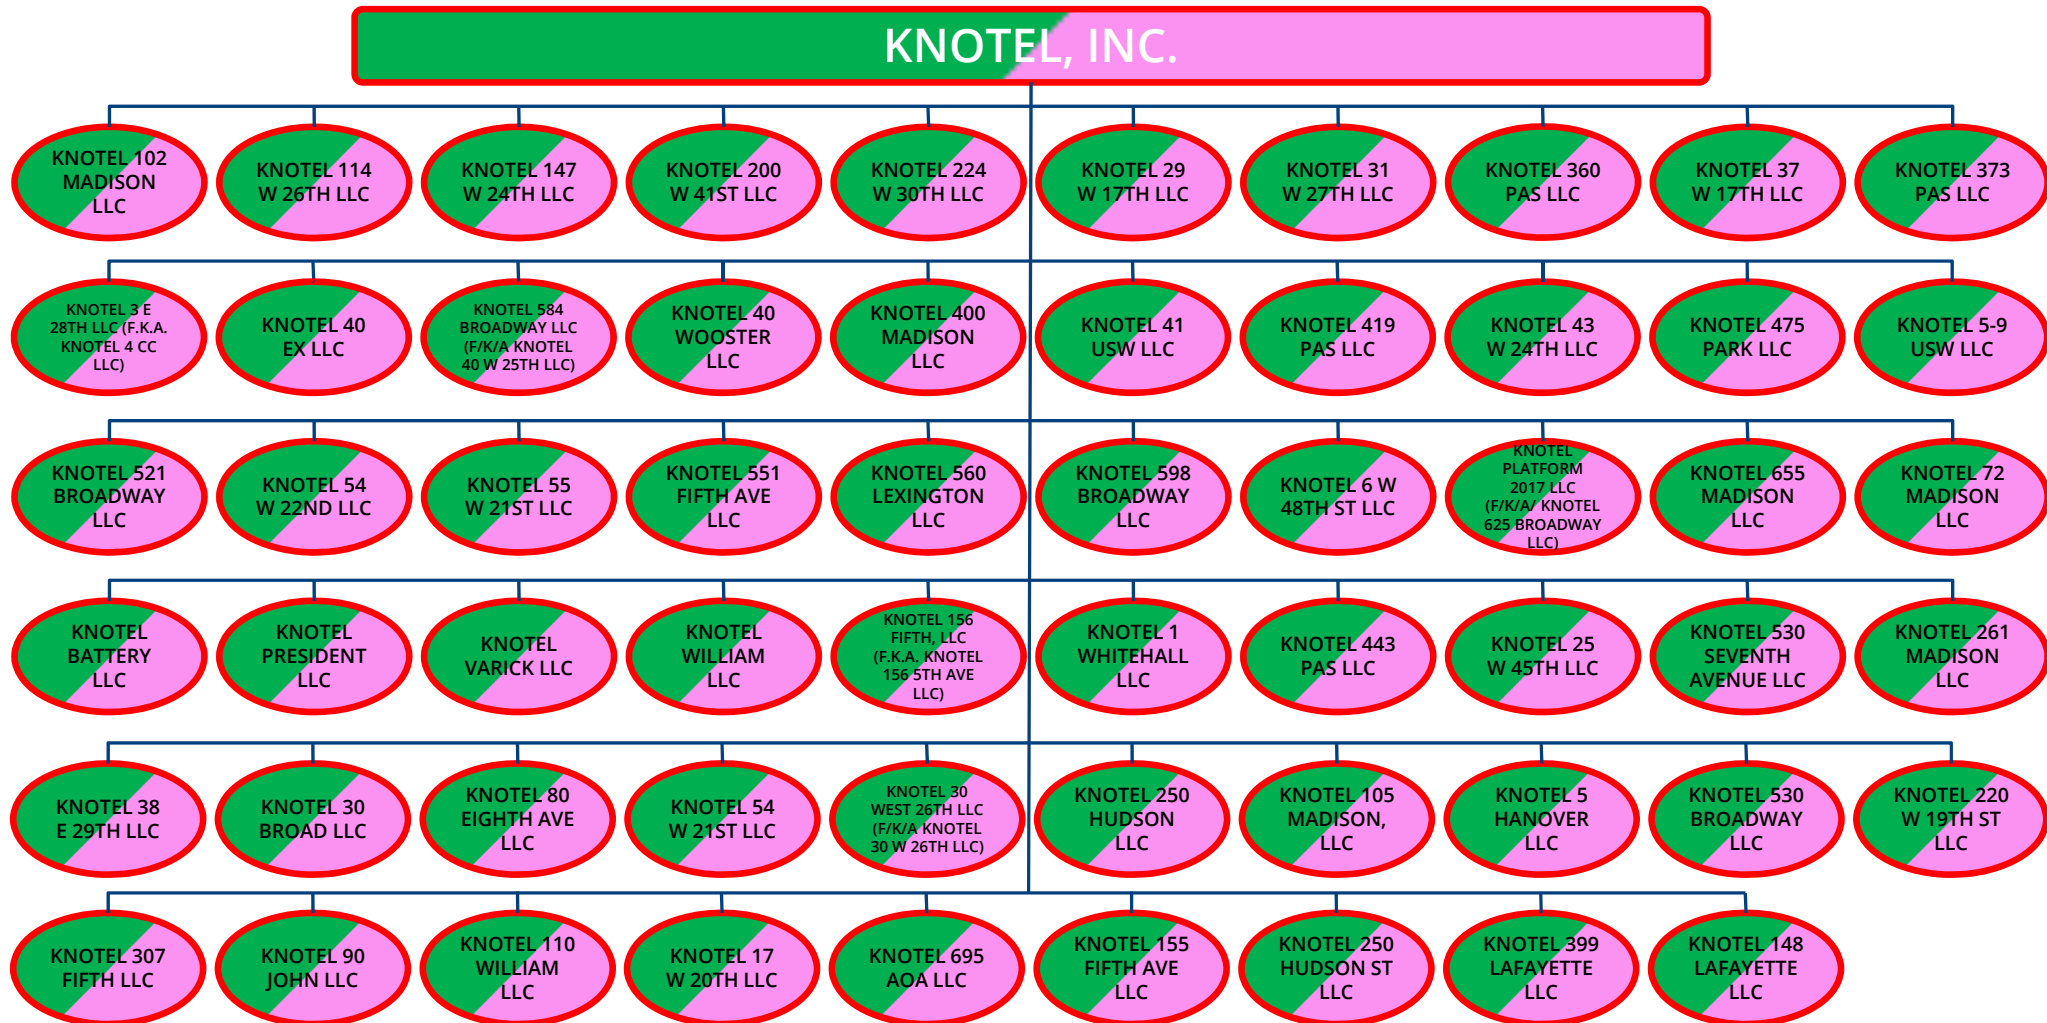 KNOTEL, INC.
KNOTEL 102
MADISON
LLC
KNOTEL 114
W 26TH LLC
KNOTEL 147
W 24TH LLC
KNOTEL 200
W 41ST LLC
KNOTEL 224
W 30TH LLC
KNOTEL 29
W 17TH LLC
KNOTEL 31
W 27TH LLC
KNOTEL 360
PAS LLC
KNOTEL 37
W 17TH LLC
KNOTEL 373
PAS LLC
KNOTEL 3 E
28TH LLC (F.K.A.
KNOTEL 4 CC
LLC)
KNOTEL 40
EX LLC
KNOTEL 584
BROADWAY LLC
(F/K/A KNOTEL
40 W 25TH LLC)
KNOTEL 40
WOOSTER
LLC
KNOTEL 400
MADISON
LLC
KNOTEL 41
USW LLC
KNOTEL 419
PAS LLC
KNOTEL 43
W 24TH LLC
KNOTEL 475
PARK LLC
KNOTEL 5-9
USW LLC
KNOTEL 521
BROADWAY
LLC
KNOTEL 54
W 22ND LLC
KNOTEL 55
W 21ST LLC
KNOTEL 551
FIFTH AVE
LLC
KNOTEL 560
LEXINGTON
LLC
KNOTEL 598
BROADWAY
LLC
KNOTEL 6 W
48TH ST LLC
KNOTEL
PLATFORM
2017 LLC
(F/K/A/ KNOTEL
625 BROADWAY
LLC)
KNOTEL 655
MADISON
LLC
KNOTEL 72
MADISON
LLC
KNOTEL
BATTERY
LLC
KNOTEL
PRESIDENT
LLC
KNOTEL
VARICK LLC
KNOTEL
WILLIAM
LLC
KNOTEL 156
FIFTH, LLC
(F.K.A. KNOTEL
156 5TH AVE
LLC)
KNOTEL 1
WHITEHALL
LLC
KNOTEL 443
PAS LLC
KNOTEL 25
W 45TH LLC
KNOTEL 530
SEVENTH
AVENUE LLC
KNOTEL 261
MADISON
LLC
KNOTEL 38
E 29TH LLC
KNOTEL 30
BROAD LLC
KNOTEL 80
EIGHTH AVE
LLC
KNOTEL 54
W 21ST LLC
KNOTEL 30
WEST 26TH LLC
(F/K/A KNOTEL
30 W 26TH LLC)
KNOTEL 250
HUDSON
LLC
KNOTEL 105
MADISON,
LLC
KNOTEL 5
HANOVER
LLC
KNOTEL 530
BROADWAY
LLC
KNOTEL 220
W 19TH ST
LLC
KNOTEL 307
FIFTH LLC
KNOTEL 90
JOHN LLC
KNOTEL 110
WILLIAM
LLC
KNOTEL 17
W 20TH LLC
KNOTEL 695
AOA LLC
KNOTEL 155
FIFTH AVE
LLC
KNOTEL 250
HUDSON ST
LLC
KNOTEL 399
LAFAYETTE
LLC
KNOTEL 148
LAFAYETTE
LLC